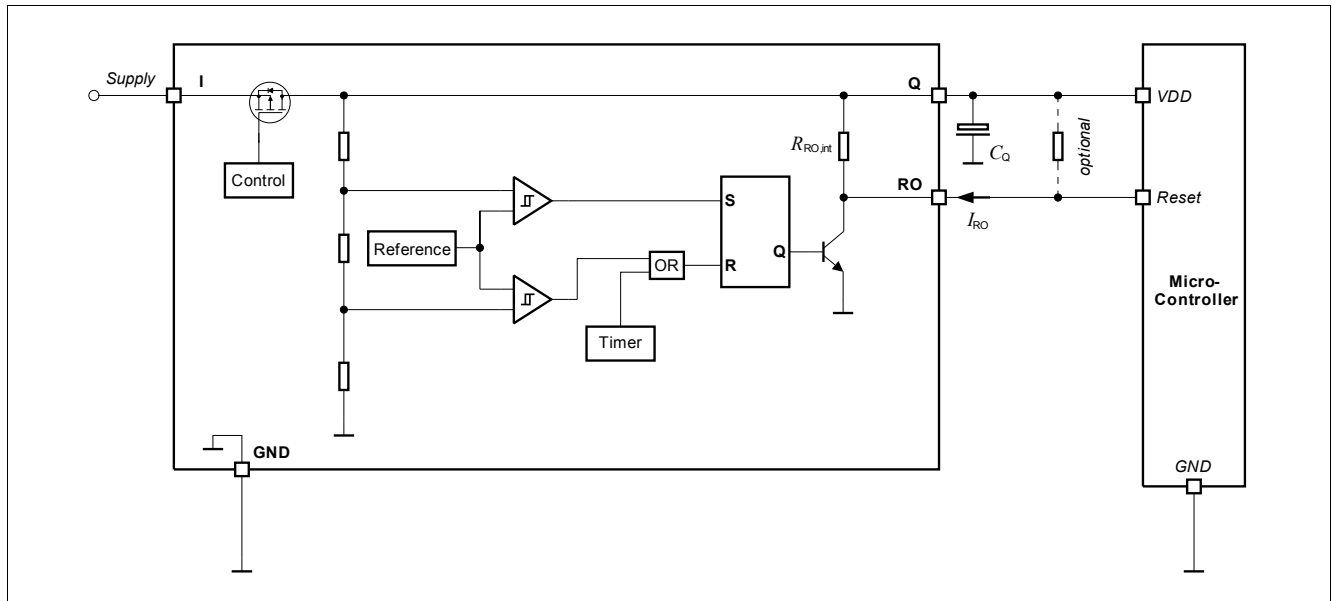 Supply
I
Q
VDD
Control
R_RO,int
C_Q
optional
RO
I_RO
Reset
S
Reference
Q
OR
R
Timer
Micro-
Controller
GND
GND